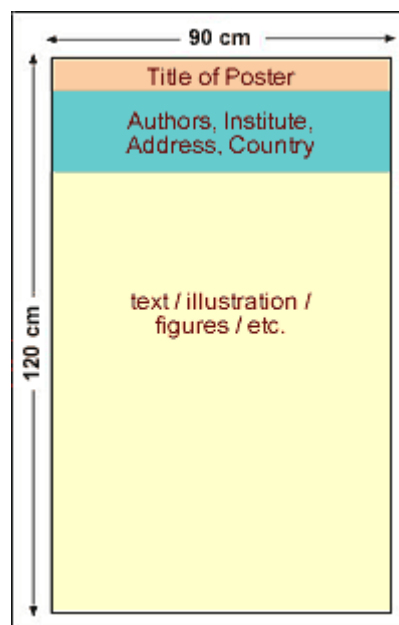 90 cm
Title of Poster
Authors, Institute,
Address, Country
text / illustration /
figures / etc.
120 cm